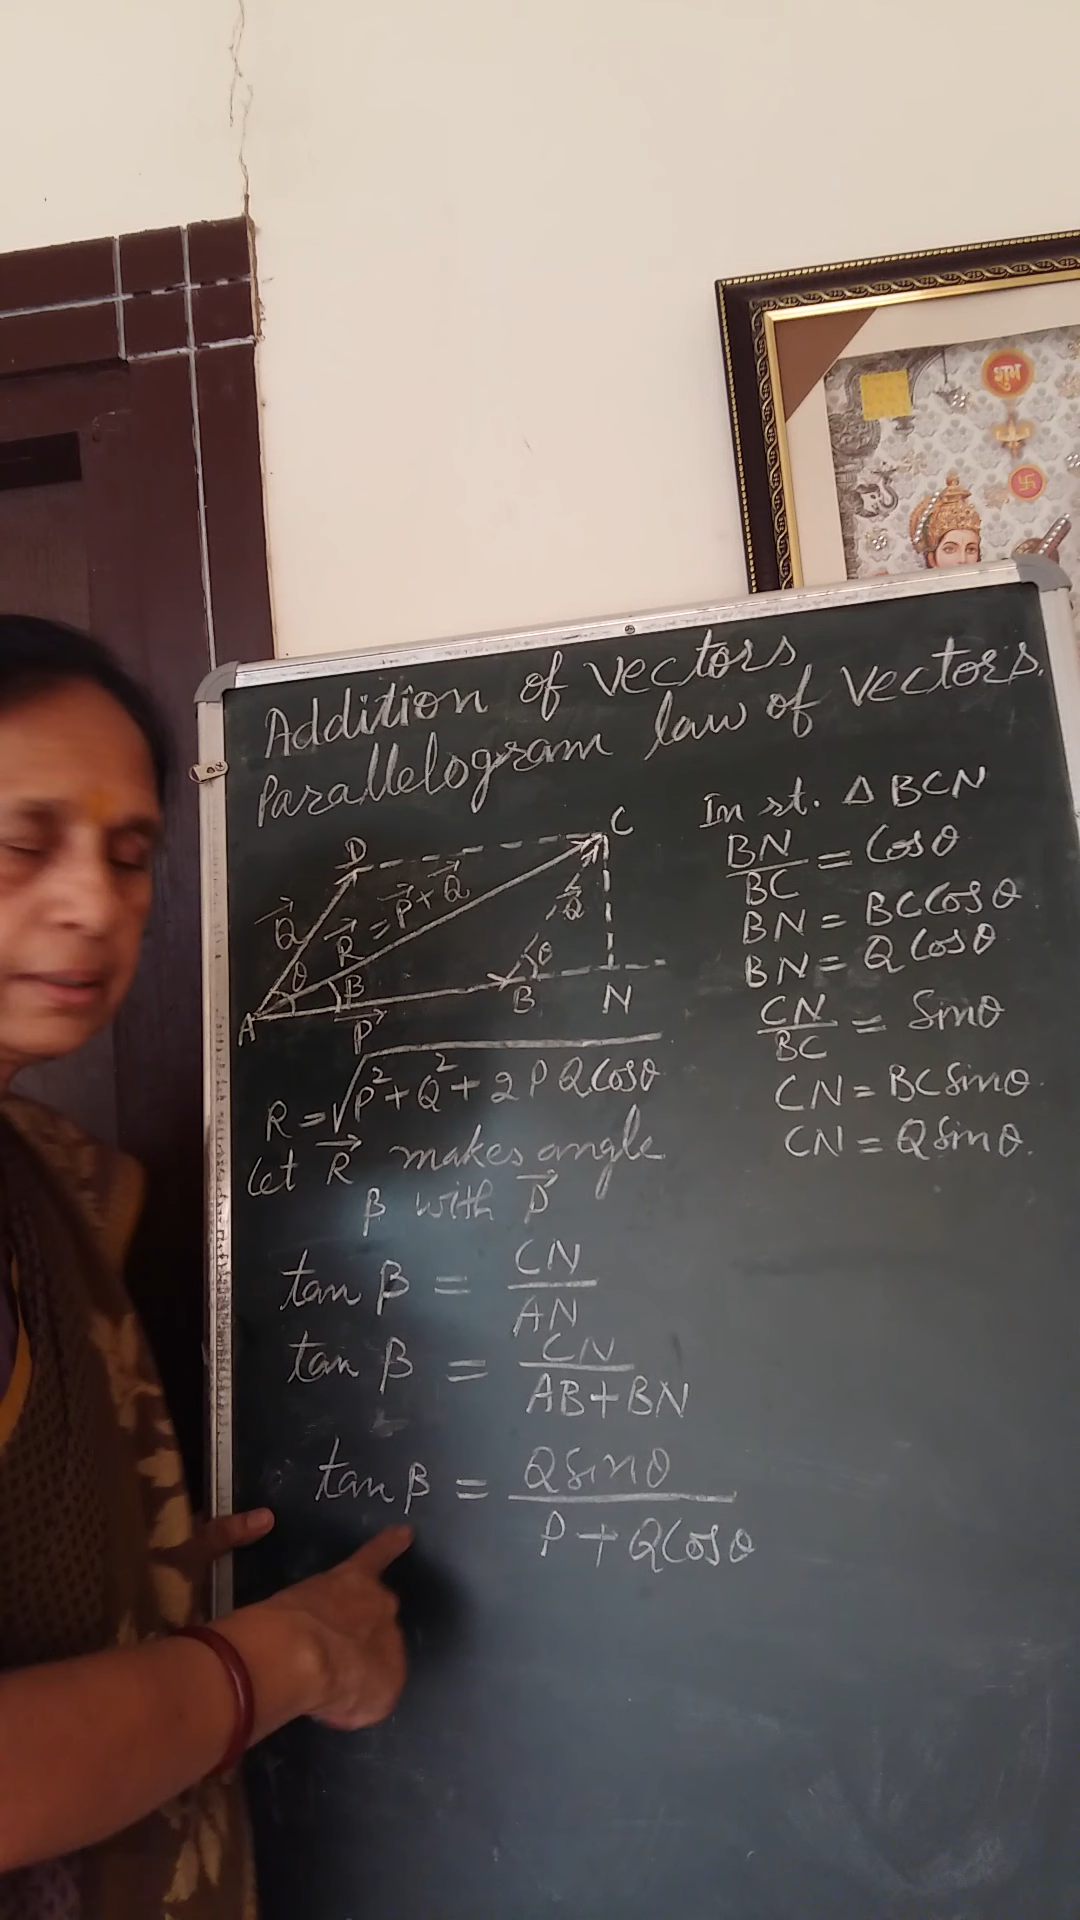 Addition of vectors
Parallelogram law of vectors.
D
C
Q⃗
R⃗ = P⃗ + Q⃗
Q⃗
θ
β
θ
A
P⃗
B
N
R = √P²+Q²+2PQCosθ
Let R⃗ makes angle
β with P⃗
tan β = CN/AN
tan β = CN/AB+BN
tan β = Qsinθ/P+QCosθ
In rt. Δ BCN
BN/BC = Cosθ
BN = BCCosθ
BN = QCosθ
CN/BC = Sinθ
CN = BCSinθ.
CN = QSinθ.
शुभ